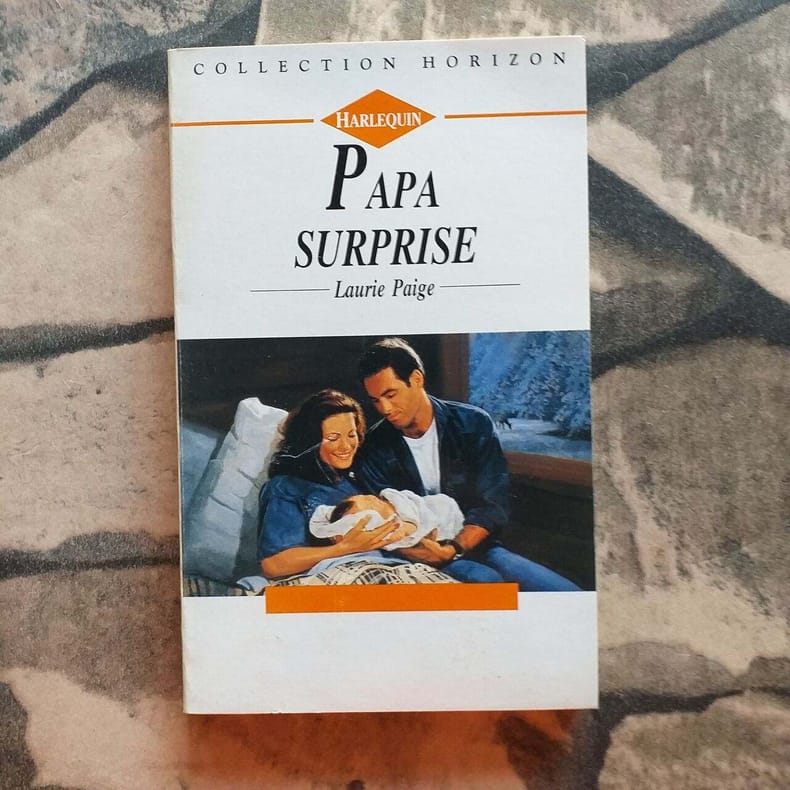 COLLECTION HORIZON
HARLEQUIN
PAPA
SURPRISE
Laurie Paige